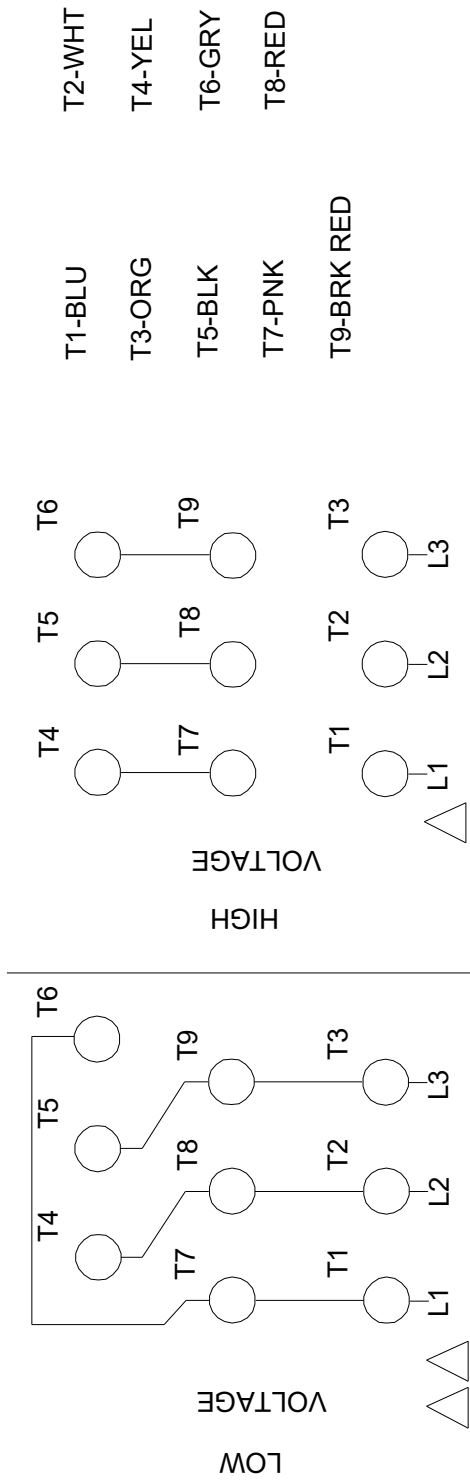 LOW
VOLTAGE
T4 T5 T6
T7 T8 T9
T1 T2 T3
L1 L2 L3
HIGH
VOLTAGE
T4 T5 T6
T7 T8 T9
T1 T2 T3
L1 L2 L3
T1-BLU T2-WHT
T3-ORG T4-YEL
T5-BLK T6-GRY
T7-PNK T8-RED
T9-BRK RED